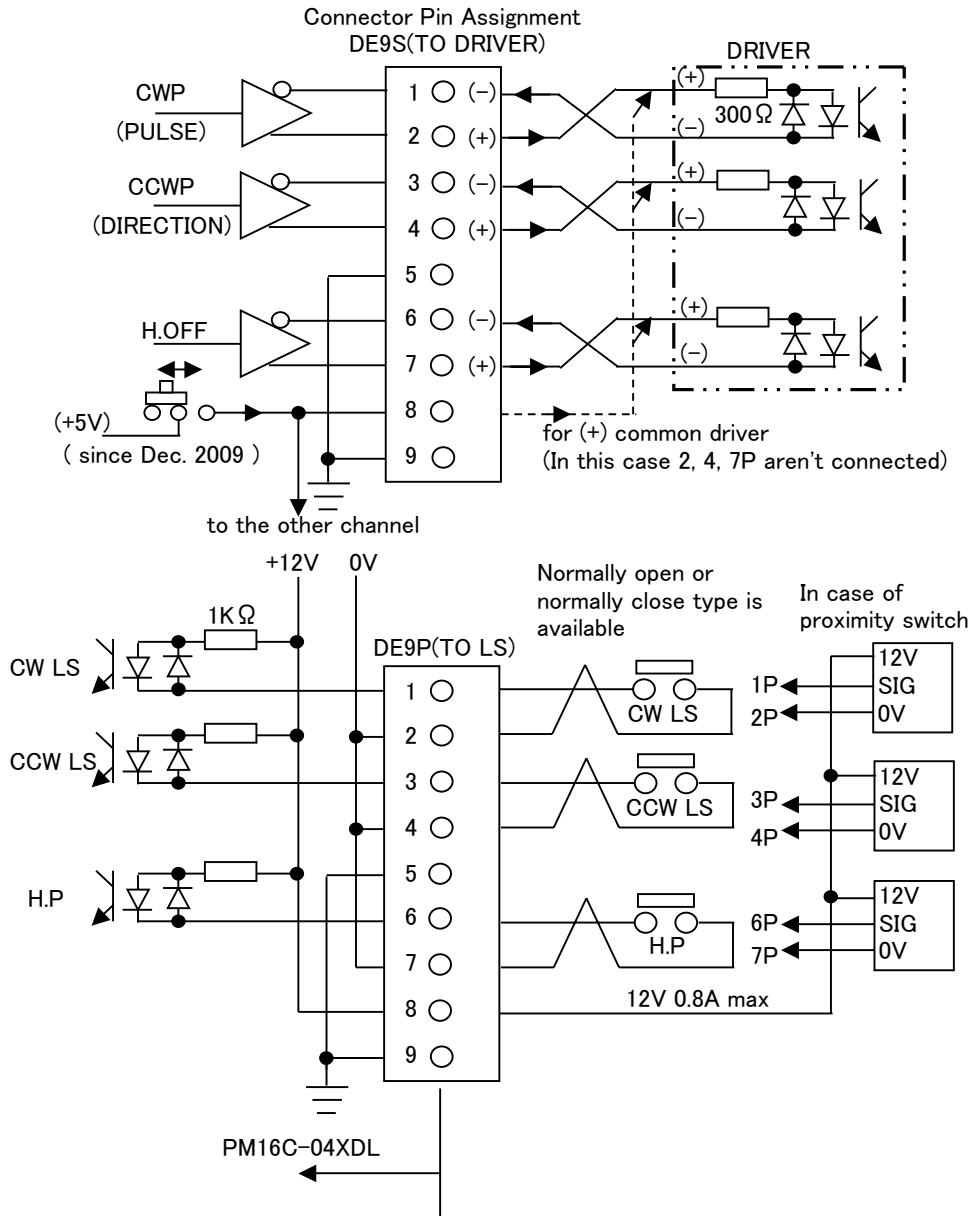 Connector Pin Assignment
DE9S(TO DRIVER)
DRIVER
CWP
(PULSE)
1 (-)
(+)
300Ω
2 (+)
(-)
CCWP
(DIRECTION)
3 (-)
(+)
4 (+)
(-)
5
H.OFF
6 (-)
(+)
7 (+)
(-)
(+5V)
8
( since Dec. 2009 )
9
for (+) common driver
(In this case 2, 4, 7P aren't connected)
to the other channel
+12V 0V
Normally open or
normally close type is
available
In case of
proximity switch
1KΩ
DE9P(TO LS)
CW LS
1
CW LS
1P
2P
12V
SIG
0V
2
CCW LS
3
CCW LS
3P
4P
12V
SIG
0V
4
5
H.P
6
H.P
6P
7P
12V
SIG
0V
7
12V 0.8A max
8
9
PM16C-04XDL